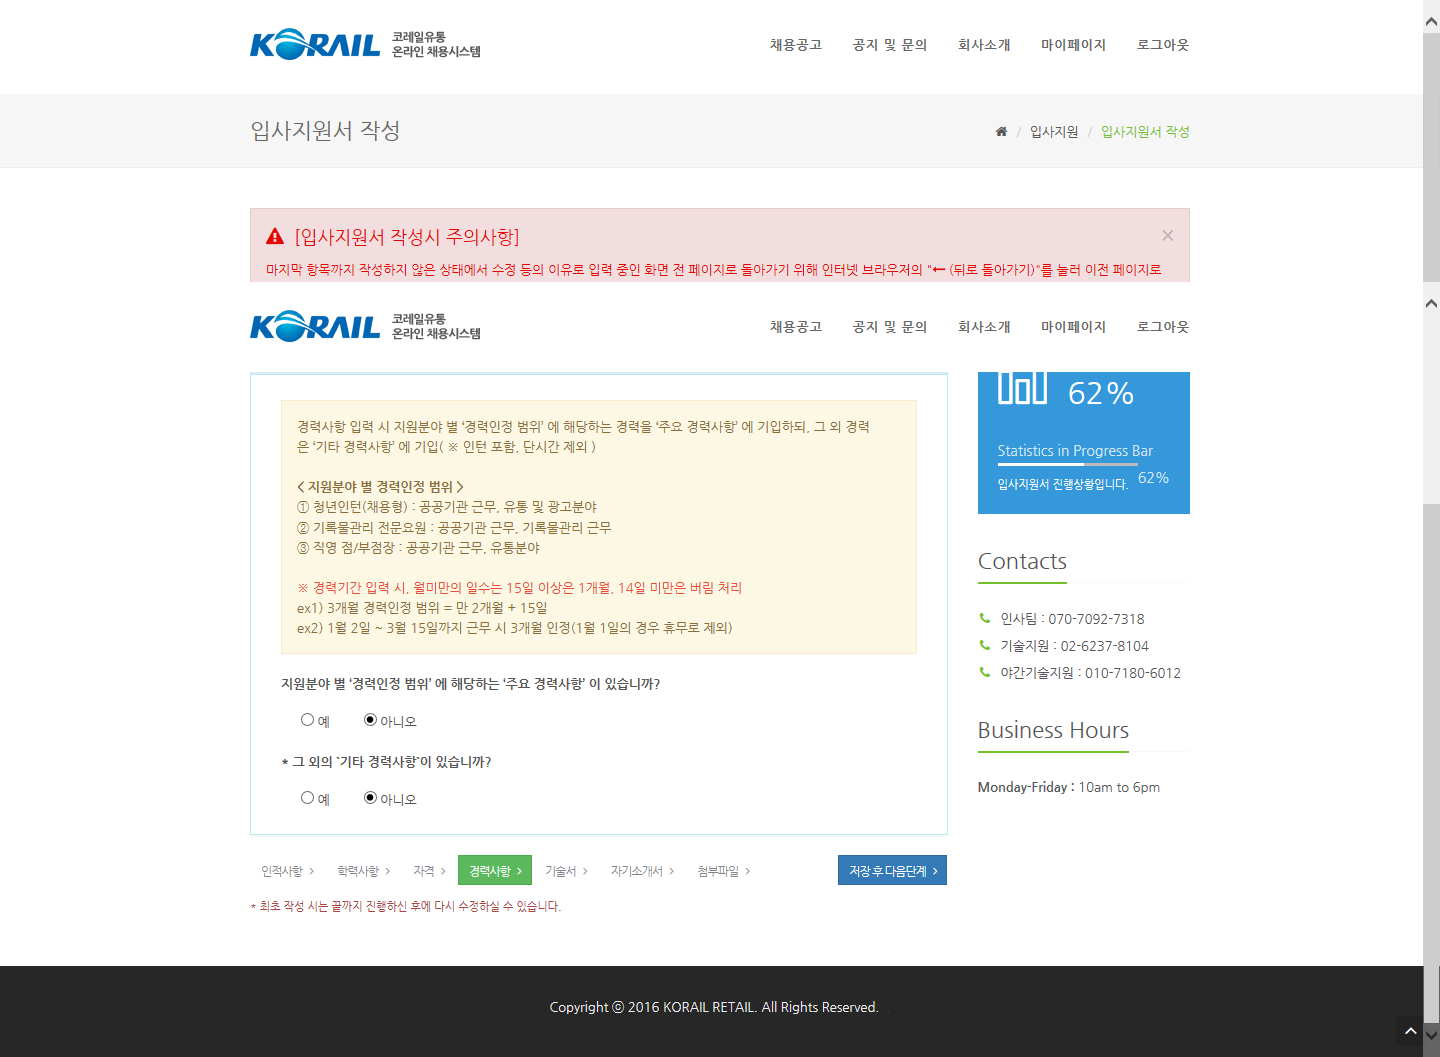 KORAIL 코레일유통
온라인 채용시스템
채용공고 공지 및 문의 회사소개 마이페이지 로그아웃
입사지원서 작성
/ 입사지원 / 입사지원서 작성
[입사지원서 작성시 주의사항]
×
마지막 항목까지 작성하지 않은 상태에서 수정 등의 이유로 입력 중인 화면 전 페이지로 돌아가기 위해 인터넷 브라우저의 "← (뒤로 돌아가기)"를 눌러 이전 페이지로
KORAIL 코레일유통
온라인 채용시스템
채용공고 공지 및 문의 회사소개 마이페이지 로그아웃
경력사항 입력 시 지원분야 별 ‘경력인정 범위’ 에 해당하는 경력을 ‘주요 경력사항’ 에 기입하되, 그 외 경력
은 ‘기타 경력사항’ 에 기입( ※ 인턴 포함, 단시간 제외 )
< 지원분야 별 경력인정 범위 >
① 청년인턴(채용형) : 공공기관 근무, 유통 및 광고분야
② 기록물관리 전문요원 : 공공기관 근무, 기록물관리 근무
③ 직영 점/부점장 : 공공기관 근무, 유통분야
※ 경력기간 입력 시, 월미만의 일수는 15일 이상은 1개월, 14일 미만은 버림 처리
ex1) 3개월 경력인정 범위 = 만 2개월 + 15일
ex2) 1월 2일 ~ 3월 15일까지 근무 시 3개월 인정(1월 1일의 경우 휴무로 제외)
지원분야 별 ‘경력인정 범위’ 에 해당하는 ‘주요 경력사항’ 이 있습니까?
예 아니오
* 그 외의 `기타 경력사항`이 있습니까?
예 아니오
인적사항 > 학력사항 > 자격 > 경력사항 > 기술서 > 자기소개서 > 첨부파일 > 저장 후 다음단계 >
* 최초 작성 시는 끝까지 진행하신 후에 다시 수정하실 수 있습니다.
62%
Statistics in Progress Bar
62%
입사지원서 진행상황입니다.
Contacts
인사팀 : 070-7092-7318
기술지원 : 02-6237-8104
야간기술지원 : 010-7180-6012
Business Hours
Monday-Friday : 10am to 6pm
Copyright ⓒ 2016 KORAIL RETAIL. All Rights Reserved.